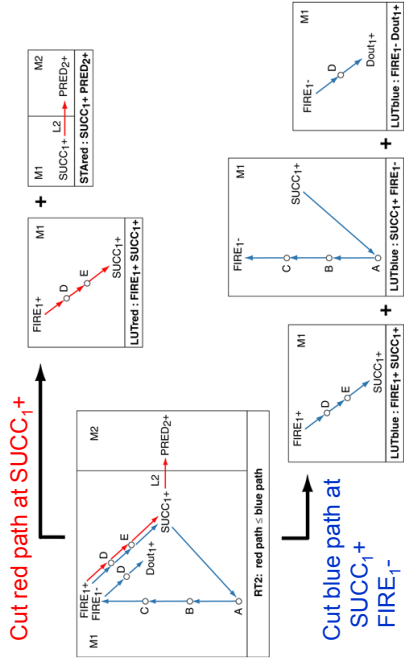 Cut red path at SUCC₁+
M1
M2
FIRE₁+
FIRE₁-
D
E
D
Dout₁+
SUCC₁+
L2
PRED₂+
C
B
A
RT2: red path ≤ blue path
M1
FIRE₁+
D
E
SUCC₁+
LUTred : FIRE₁+ SUCC₁+
+
M1
M2
SUCC₁+
L2
PRED₂+
STAred : SUCC₁+ PRED₂+
Cut blue path at
SUCC₁+
FIRE₁-
M1
FIRE₁+
D
E
SUCC₁+
LUTblue : FIRE₁+ SUCC₁+
+
M1
FIRE₁-
C
B
A
SUCC₁+
LUTblue : SUCC₁+ FIRE₁-
+
M1
FIRE₁-
D
Dout₁+
LUTblue : FIRE₁- Dout₁+